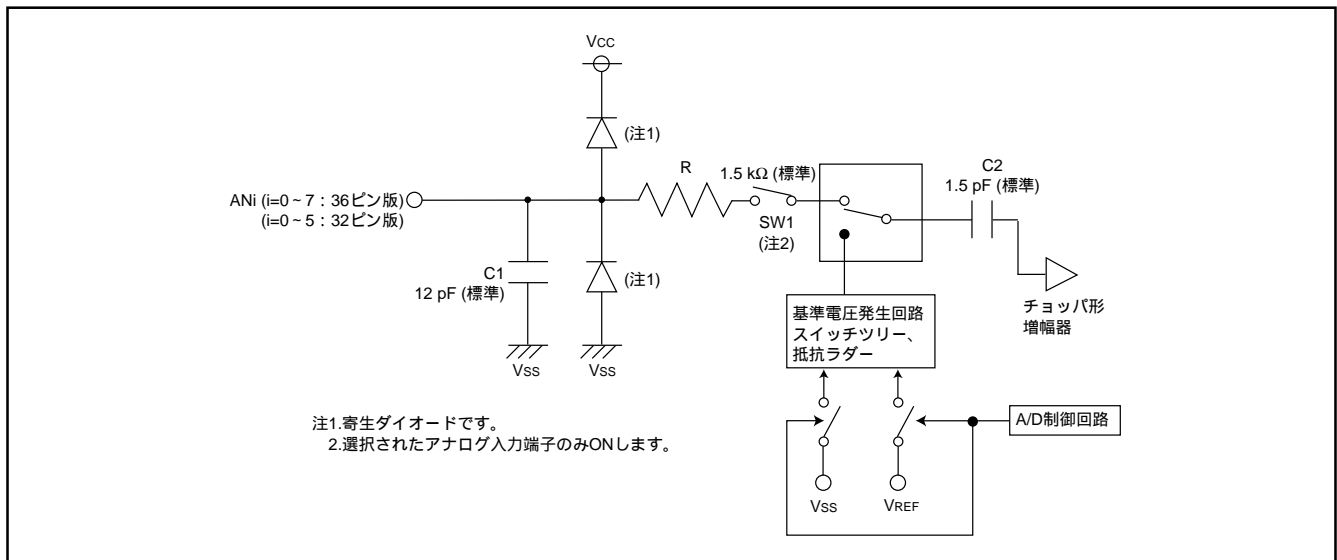 VCC
(注1)
R
1.5 kΩ (標準)
C2
1.5 pF (標準)
ANi (i=0~7:36ピン版)
(i=0~5:32ピン版)
SW1
(注2)
C1
12 pF (標準)
(注1)
チョッパ形
増幅器
基準電圧発生回路
スイッチツリー、
抵抗ラダー
VSS
VSS
注1.寄生ダイオードです。
2.選択されたアナログ入力端子のみONします。
A/D制御回路
VSS
VREF